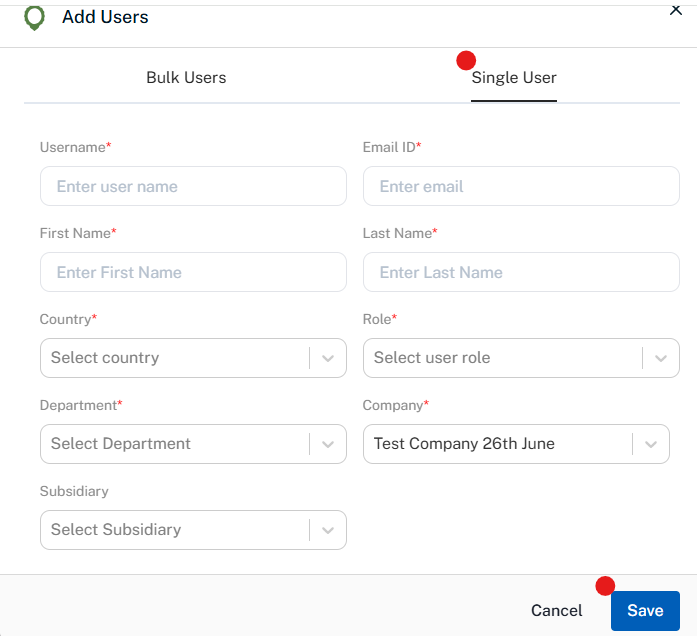 Add Users
Bulk Users Single User
Username* Email ID*
Enter user name Enter email
First Name* Last Name*
Enter First Name Enter Last Name
Country* Role*
Select country Select user role
Department* Company*
Select Department Test Company 26th June
Subsidiary
Select Subsidiary
Cancel Save